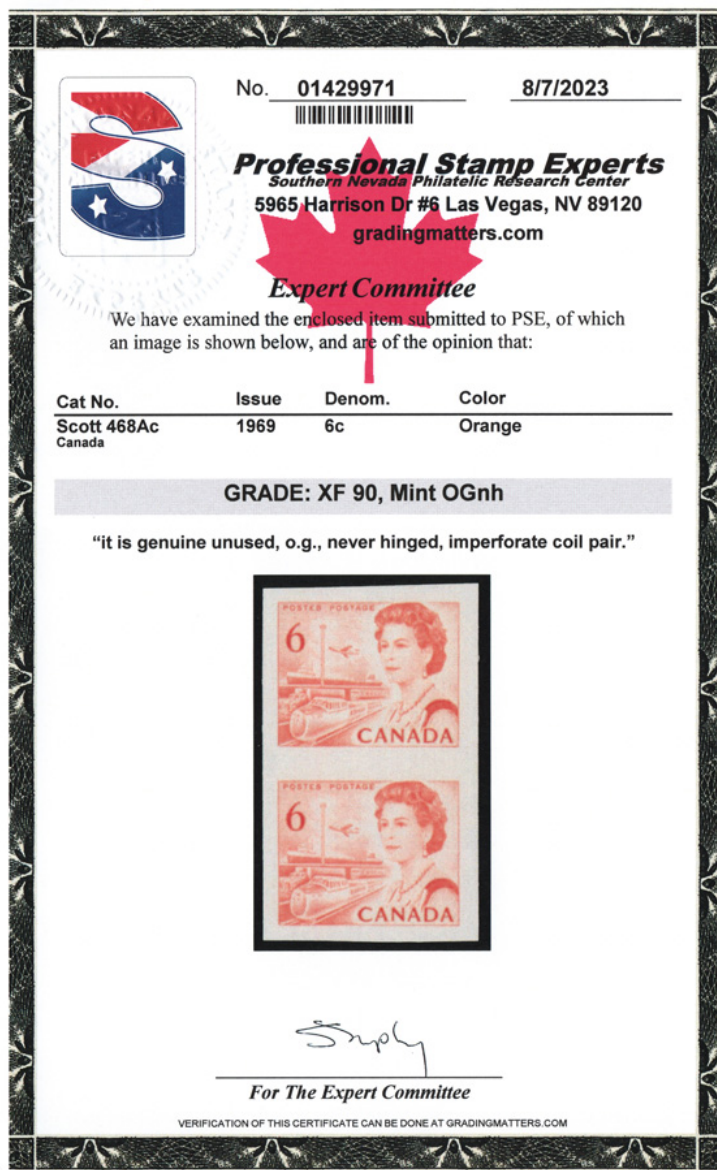 No. 01429971 8/7/2023
Professional Stamp Experts
Southern Nevada Philatelic Research Center
5965 Harrison Dr #6 Las Vegas, NV 89120
gradingmatters.com
Expert Committee
We have examined the enclosed item submitted to PSE, of which
an image is shown below, and are of the opinion that:
Cat No. Issue Denom. Color
Scott 468Ac 1969 6c Orange
Canada
GRADE: XF 90, Mint OGnh
“it is genuine unused, o.g., never hinged, imperforate coil pair.”
POSTES POSTAGE
6
CANADA
POSTES POSTAGE
6
CANADA
For The Expert Committee
VERIFICATION OF THIS CERTIFICATE CAN BE DONE AT GRADINGMATTERS.COM